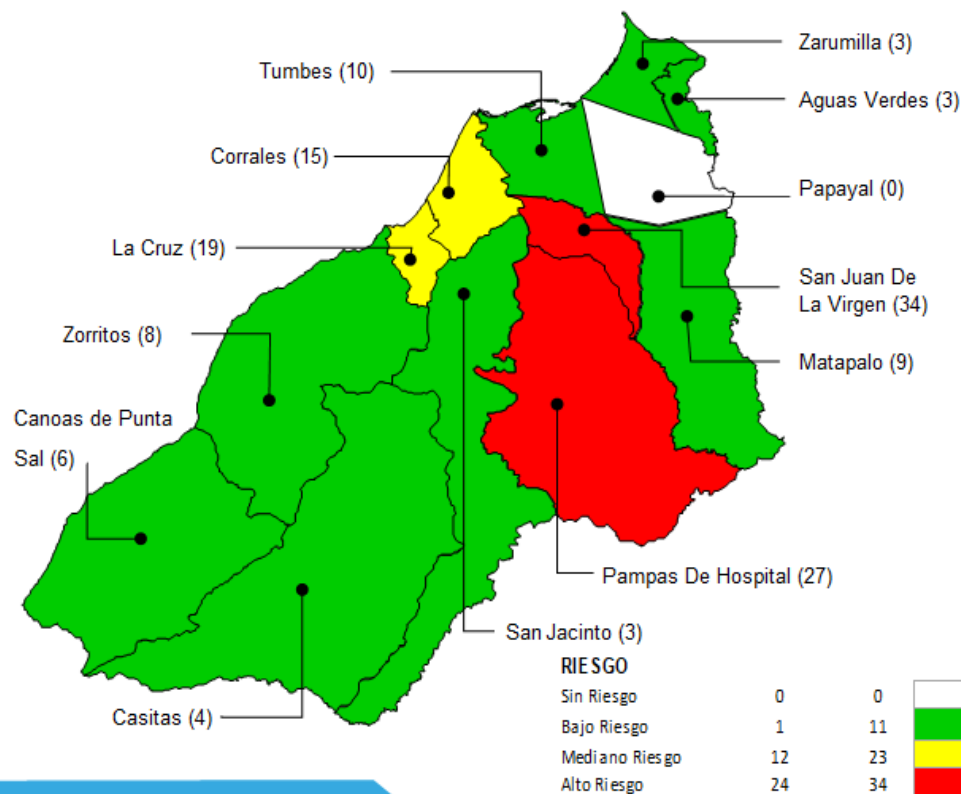 Zarumilla (3)
Tumbes (10)
Aguas Verdes (3)
Corrales (15)
Papayal (0)
La Cruz (19)
San Juan De
La Virgen (34)
Zorritos (8)
Matapalo (9)
Canoas de Punta
Sal (6)
Pampas De Hospital (27)
San Jacinto (3)
Casitas (4)
RIESGO
Sin Riesgo 0 0
Bajo Riesgo 1 11
Mediano Riesgo 12 23
Alto Riesgo 24 34